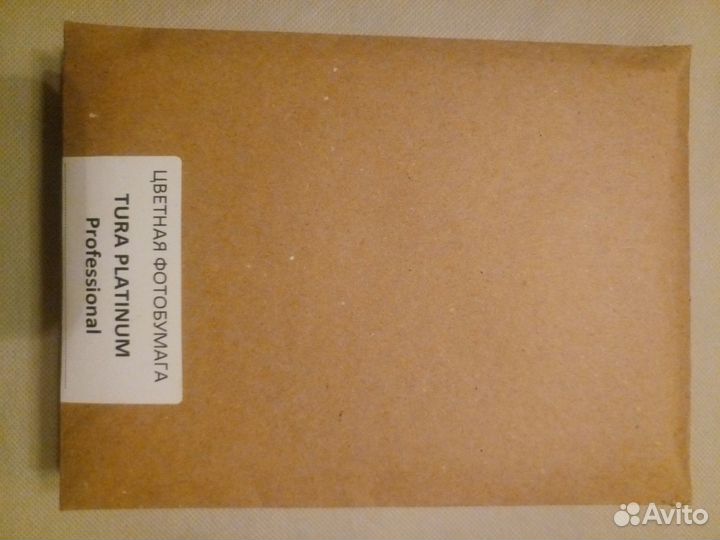 ЦВЕТНАЯ ФОТОБУМАГА
TURA PLATINUM
Professional
Avito